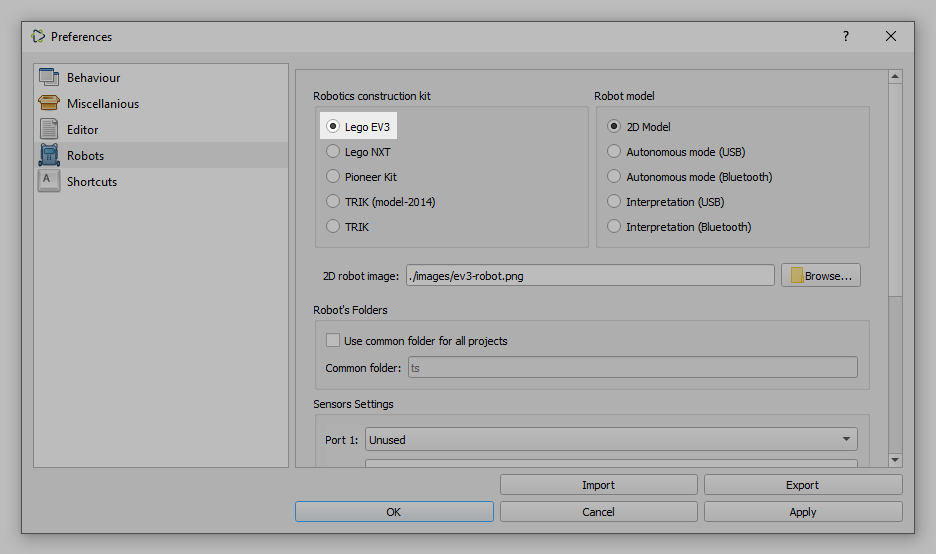 Preferences
?
Behaviour
Miscellanious
Editor
Robots
A
Shortcuts
Robotics construction kit
Lego EV3
Lego NXT
Pioneer Kit
TRIK (model-2014)
TRIK
Robot model
2D Model
Autonomous mode (USB)
Autonomous mode (Bluetooth)
Interpretation (USB)
Interpretation (Bluetooth)
2D robot image: ./images/ev3-robot.png Browse...
Robot's Folders
Use common folder for all projects
Common folder: ts
Sensors Settings
Port 1: Unused
Import Export
OK Cancel Apply